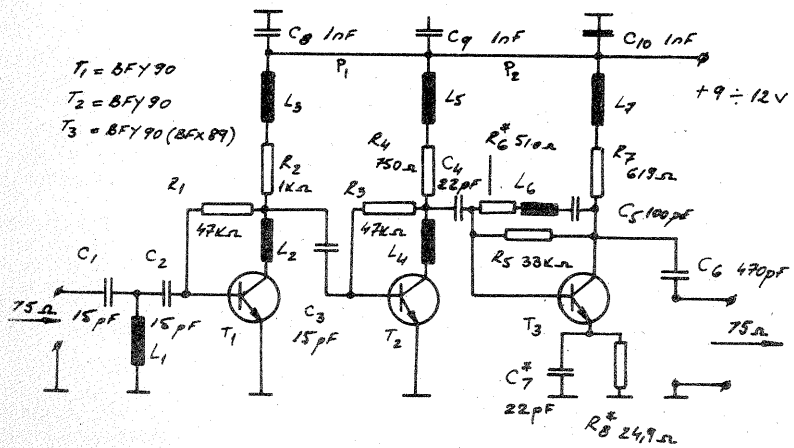 C8 1nF
C9 1nF
C10 1nF
P1
P2
+9 ÷ 12 V
T1 = BFY90
T2 = BFY90
T3 = BFY90 (BFX89)
L3
L5
L7
R2
1KΩ
R4
750Ω
C4
22pF
R6* 510Ω
L6
R7
619Ω
R1
47KΩ
R3
47KΩ
C5 100pF
R5 33KΩ
L2
L4
C1
15pF
C2
15pF
C3
15pF
C6 470pF
75Ω
L1
T1
T2
T3
75Ω
C7*
22pF
R8* 24,9Ω